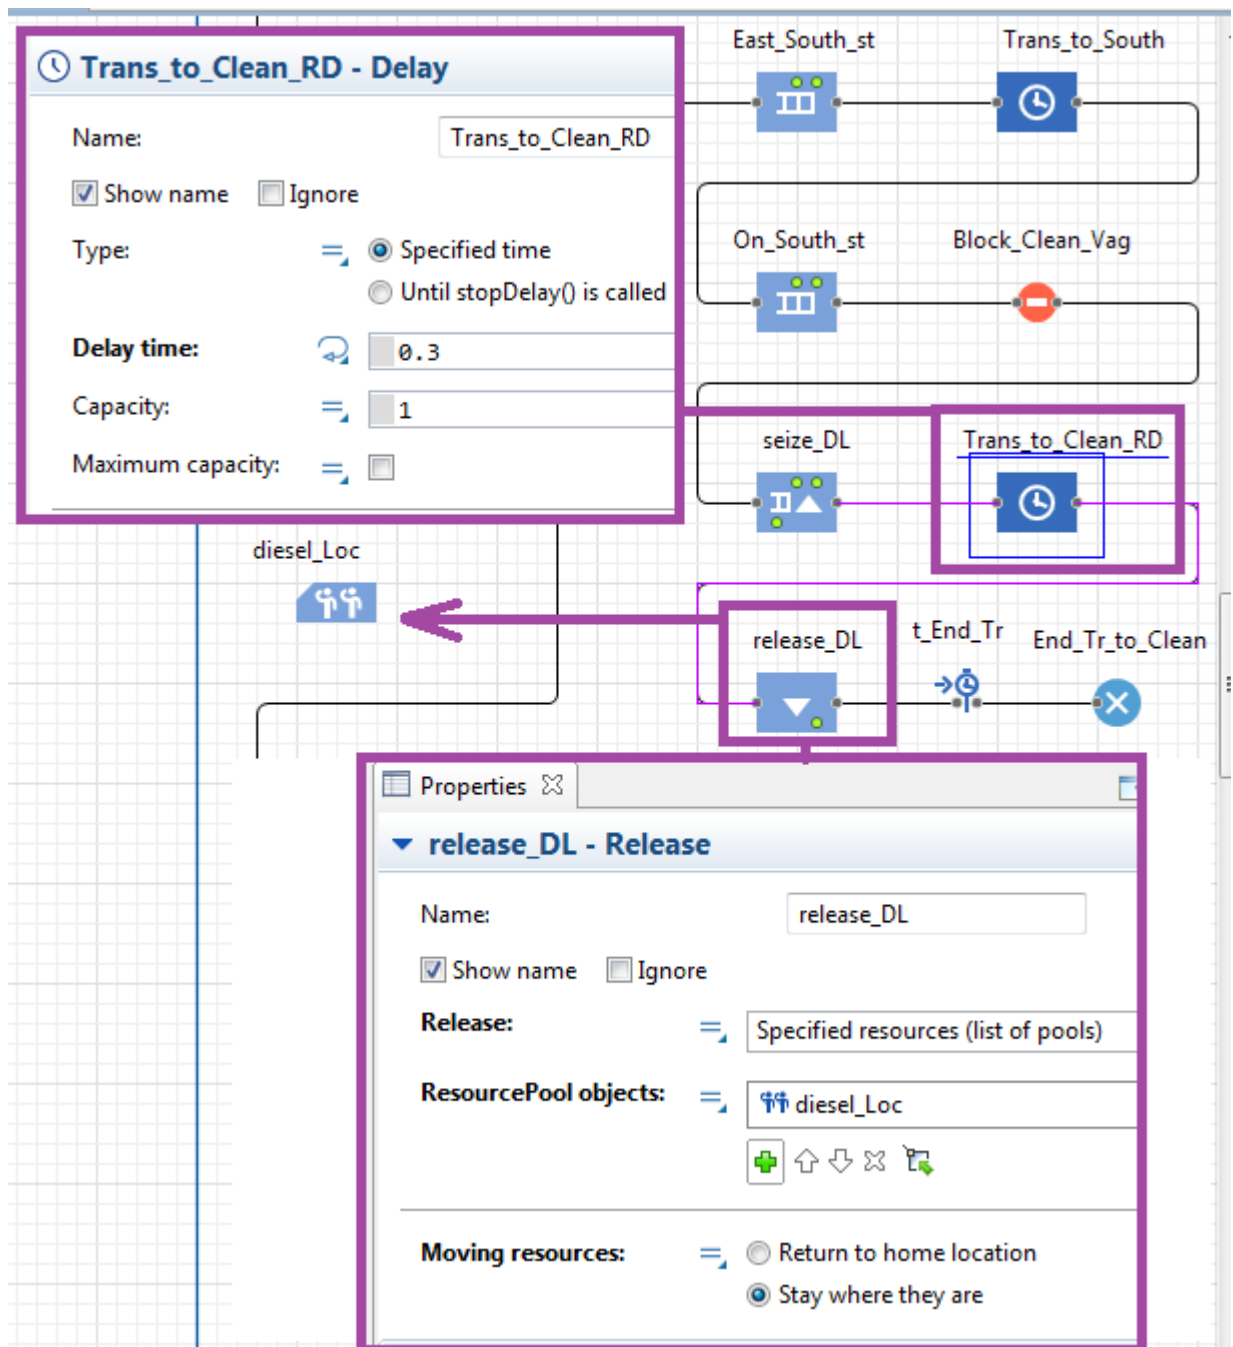 East_South_st
Trans_to_South
Trans_to_Clean_RD - Delay
Name:
Trans_to_Clean_RD
Show name
Ignore
Type:
Specified time
Until stopDelay() is called
Delay time:
0.3
Capacity:
1
Maximum capacity:
On_South_st
Block_Clean_Vag
seize_DL
Trans_to_Clean_RD
diesel_Loc
release_DL
t_End_Tr
End_Tr_to_Clean
Properties
release_DL - Release
Name:
release_DL
Show name
Ignore
Release:
Specified resources (list of pools)
ResourcePool objects:
diesel_Loc
Moving resources:
Return to home location
Stay where they are